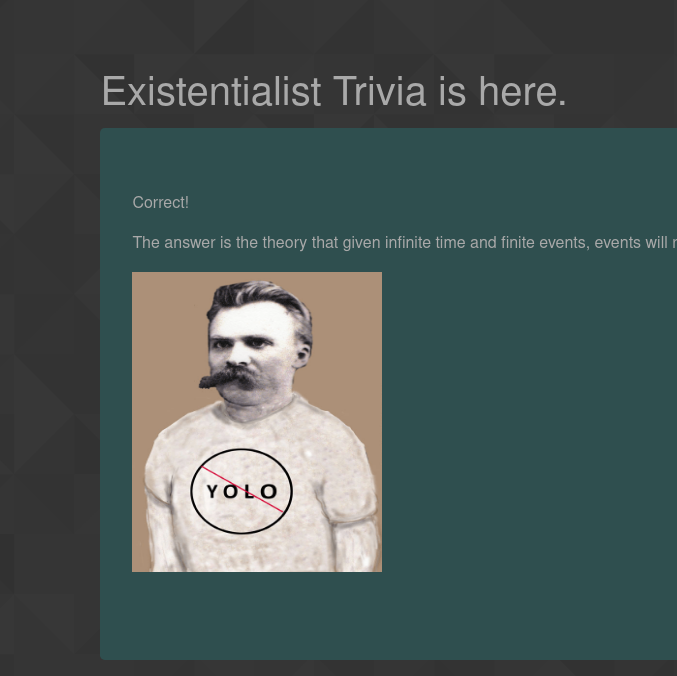 Existentialist Trivia is here.
Correct!
The answer is the theory that given infinite time and finite events, events will
YOLO